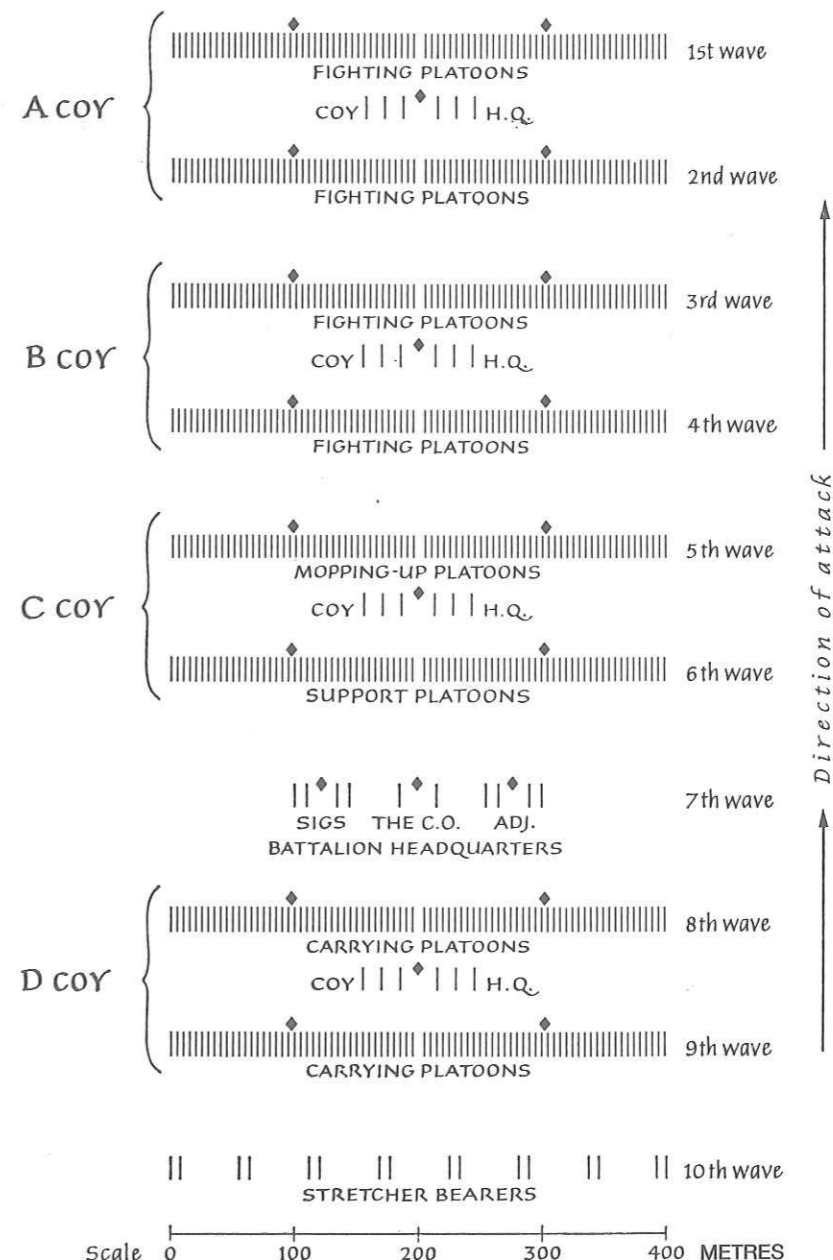 1st wave
FIGHTING PLATOONS
A COY
COY H.Q.
2nd wave
FIGHTING PLATOONS
3rd wave
FIGHTING PLATOONS
B COY
COY H.Q.
4th wave
FIGHTING PLATOONS
5th wave
MOPPING-UP PLATOONS
C COY
COY H.Q.
6th wave
SUPPORT PLATOONS
7th wave
SIGS THE C.O. ADJ.
BATTALION HEADQUARTERS
8th wave
CARRYING PLATOONS
D COY
COY H.Q.
9th wave
CARRYING PLATOONS
10th wave
STRETCHER BEARERS
Direction of attack
Scale 0 100 200 300 400 METRES